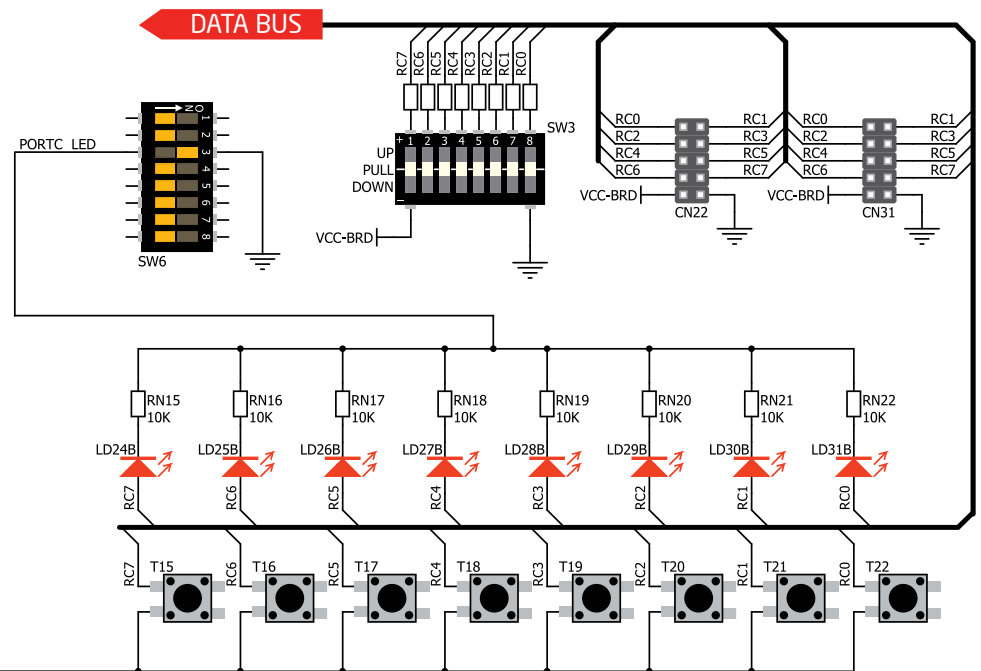 DATA BUS
RC7 RC6 RC5 RC4 RC3 RC2 RC1 RC0
ON
1
2
3
4
5
6
7
8
SW6
PORTC LED
SW3
+ 1 2 3 4 5 6 7 8
UP
PULL
DOWN
_
VCC-BRD
RC0 RC1
RC2 RC3
RC4 RC5
RC6 RC7
VCC-BRD
CN22
RC0 RC1
RC2 RC3
RC4 RC5
RC6 RC7
VCC-BRD
CN31
RN15 RN16 RN17 RN18 RN19 RN20 RN21 RN22
10K 10K 10K 10K 10K 10K 10K 10K
LD24B LD25B LD26B LD27B LD28B LD29B LD30B LD31B
RC7 RC6 RC5 RC4 RC3 RC2 RC1 RC0
RC7 RC6 RC5 RC4 RC3 RC2 RC1 RC0
T15 T16 T17 T18 T19 T20 T21 T22